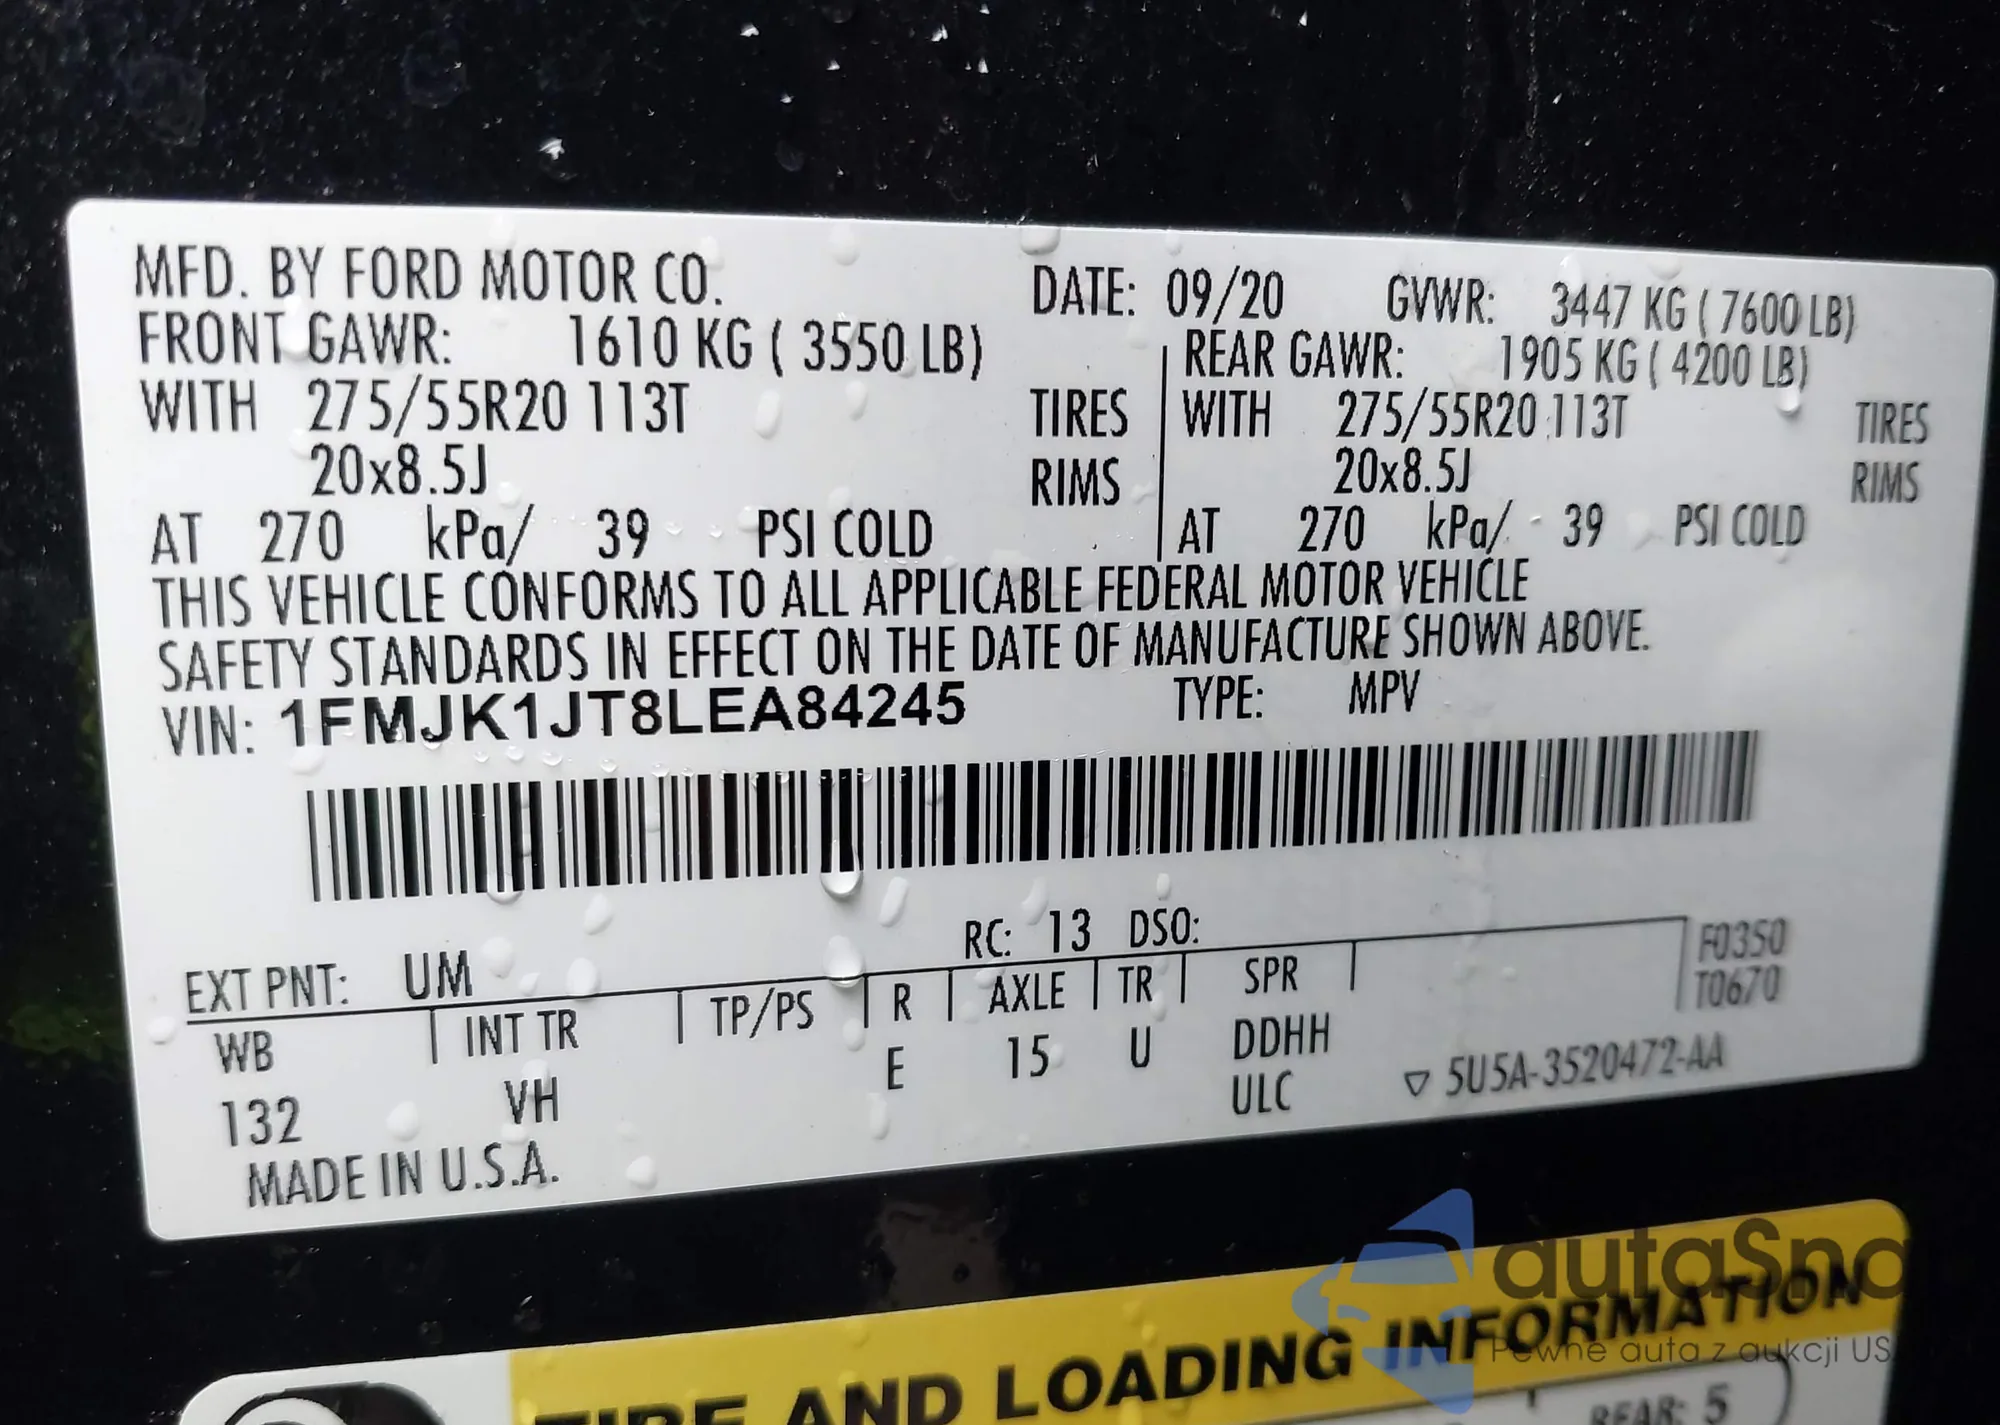 MFD. BY FORD MOTOR CO. DATE: 09/20 GVWR: 3447 KG ( 7600 LB)
FRONT GAWR: 1610 KG ( 3550 LB) REAR GAWR: 1905 KG ( 4200 LB)
WITH 275/55R20 113T TIRES WITH 275/55R20 113T TIRES
20x8.5J RIMS 20x8.5J RIMS
AT 270 kPa/ 39 PSI COLD AT 270 kPa/ 39 PSI COLD
THIS VEHICLE CONFORMS TO ALL APPLICABLE FEDERAL MOTOR VEHICLE
SAFETY STANDARDS IN EFFECT ON THE DATE OF MANUFACTURE SHOWN ABOVE.
VIN: 1FMJK1JT8LEA84245 TYPE: MPV
RC: 13 DSO:
EXT PNT: UM F0350
WB INT TR TP/PS R AXLE TR SPR T0670
132 VH E 15 U DDHH
ULC ▽ 5U5A-3520472-AA
MADE IN U.S.A.
autaSna
TIRE AND LOADING INFORMATION
Pewne auta z aukcji US
REAR: 5